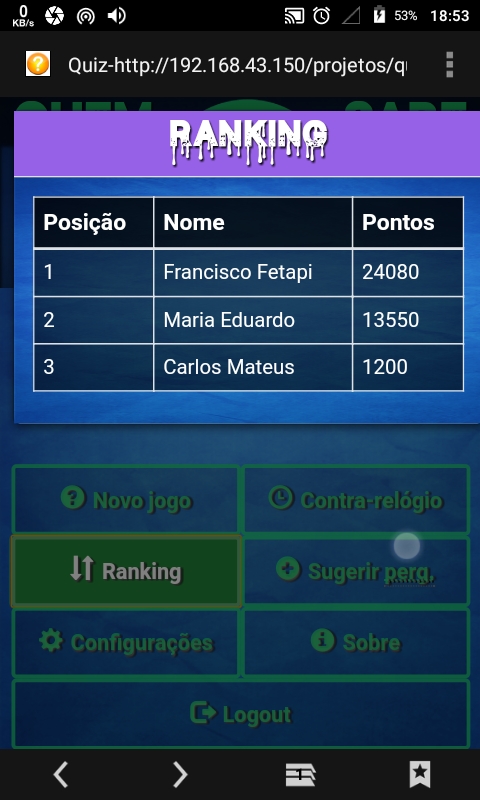 0
KB/s
53%
18:53
Quiz-http://192.168.43.150/projetos/q
RANKING
Posição Nome Pontos
1 Francisco Fetapi 24080
2 Maria Eduardo 13550
3 Carlos Mateus 1200
Novo jogo
Contra-relógio
Ranking
Sugerir perg.
Configurações
Sobre
Logout
1